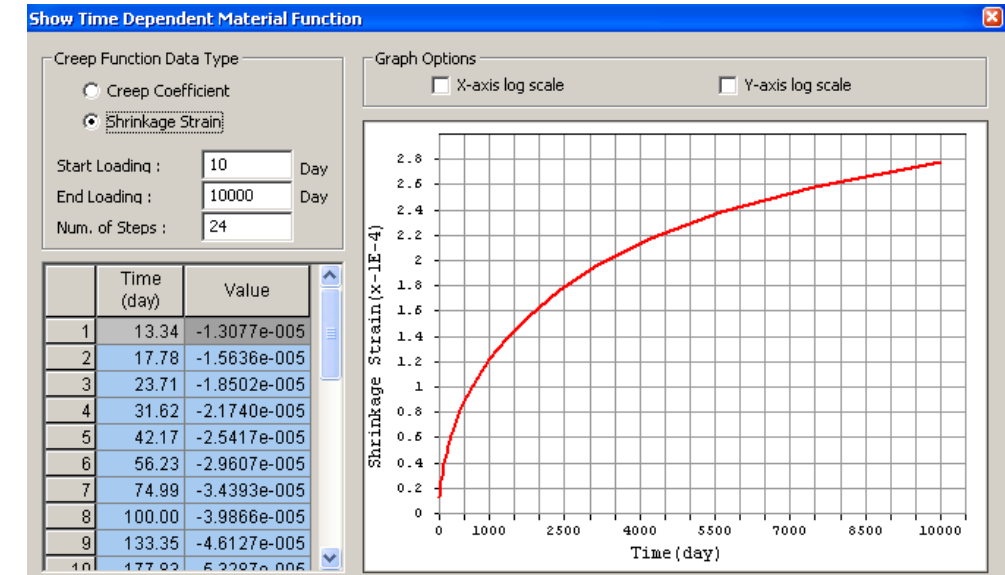 Show Time Dependent Material Function
Creep Function Data Type
Creep Coefficient
Shrinkage Strain
Start Loading : 10 Day
End Loading : 10000 Day
Num. of Steps : 24
Time (day) Value
1 13.34 -1.3077e-005
2 17.78 -1.5636e-005
3 23.71 -1.8502e-005
4 31.62 -2.1740e-005
5 42.17 -2.5417e-005
6 56.23 -2.9607e-005
7 74.99 -3.4393e-005
8 100.00 -3.9866e-005
9 133.35 -4.6127e-005
Graph Options
X-axis log scale
Y-axis log scale
Shrinkage Strain(x-1E-4)
2.8
2.6
2.4
2.2
2
1.8
1.6
1.4
1.2
1
0.8
0.6
0.4
0.2
0
0 1000 2500 4000 5500 7000 8500 10000
Time(day)